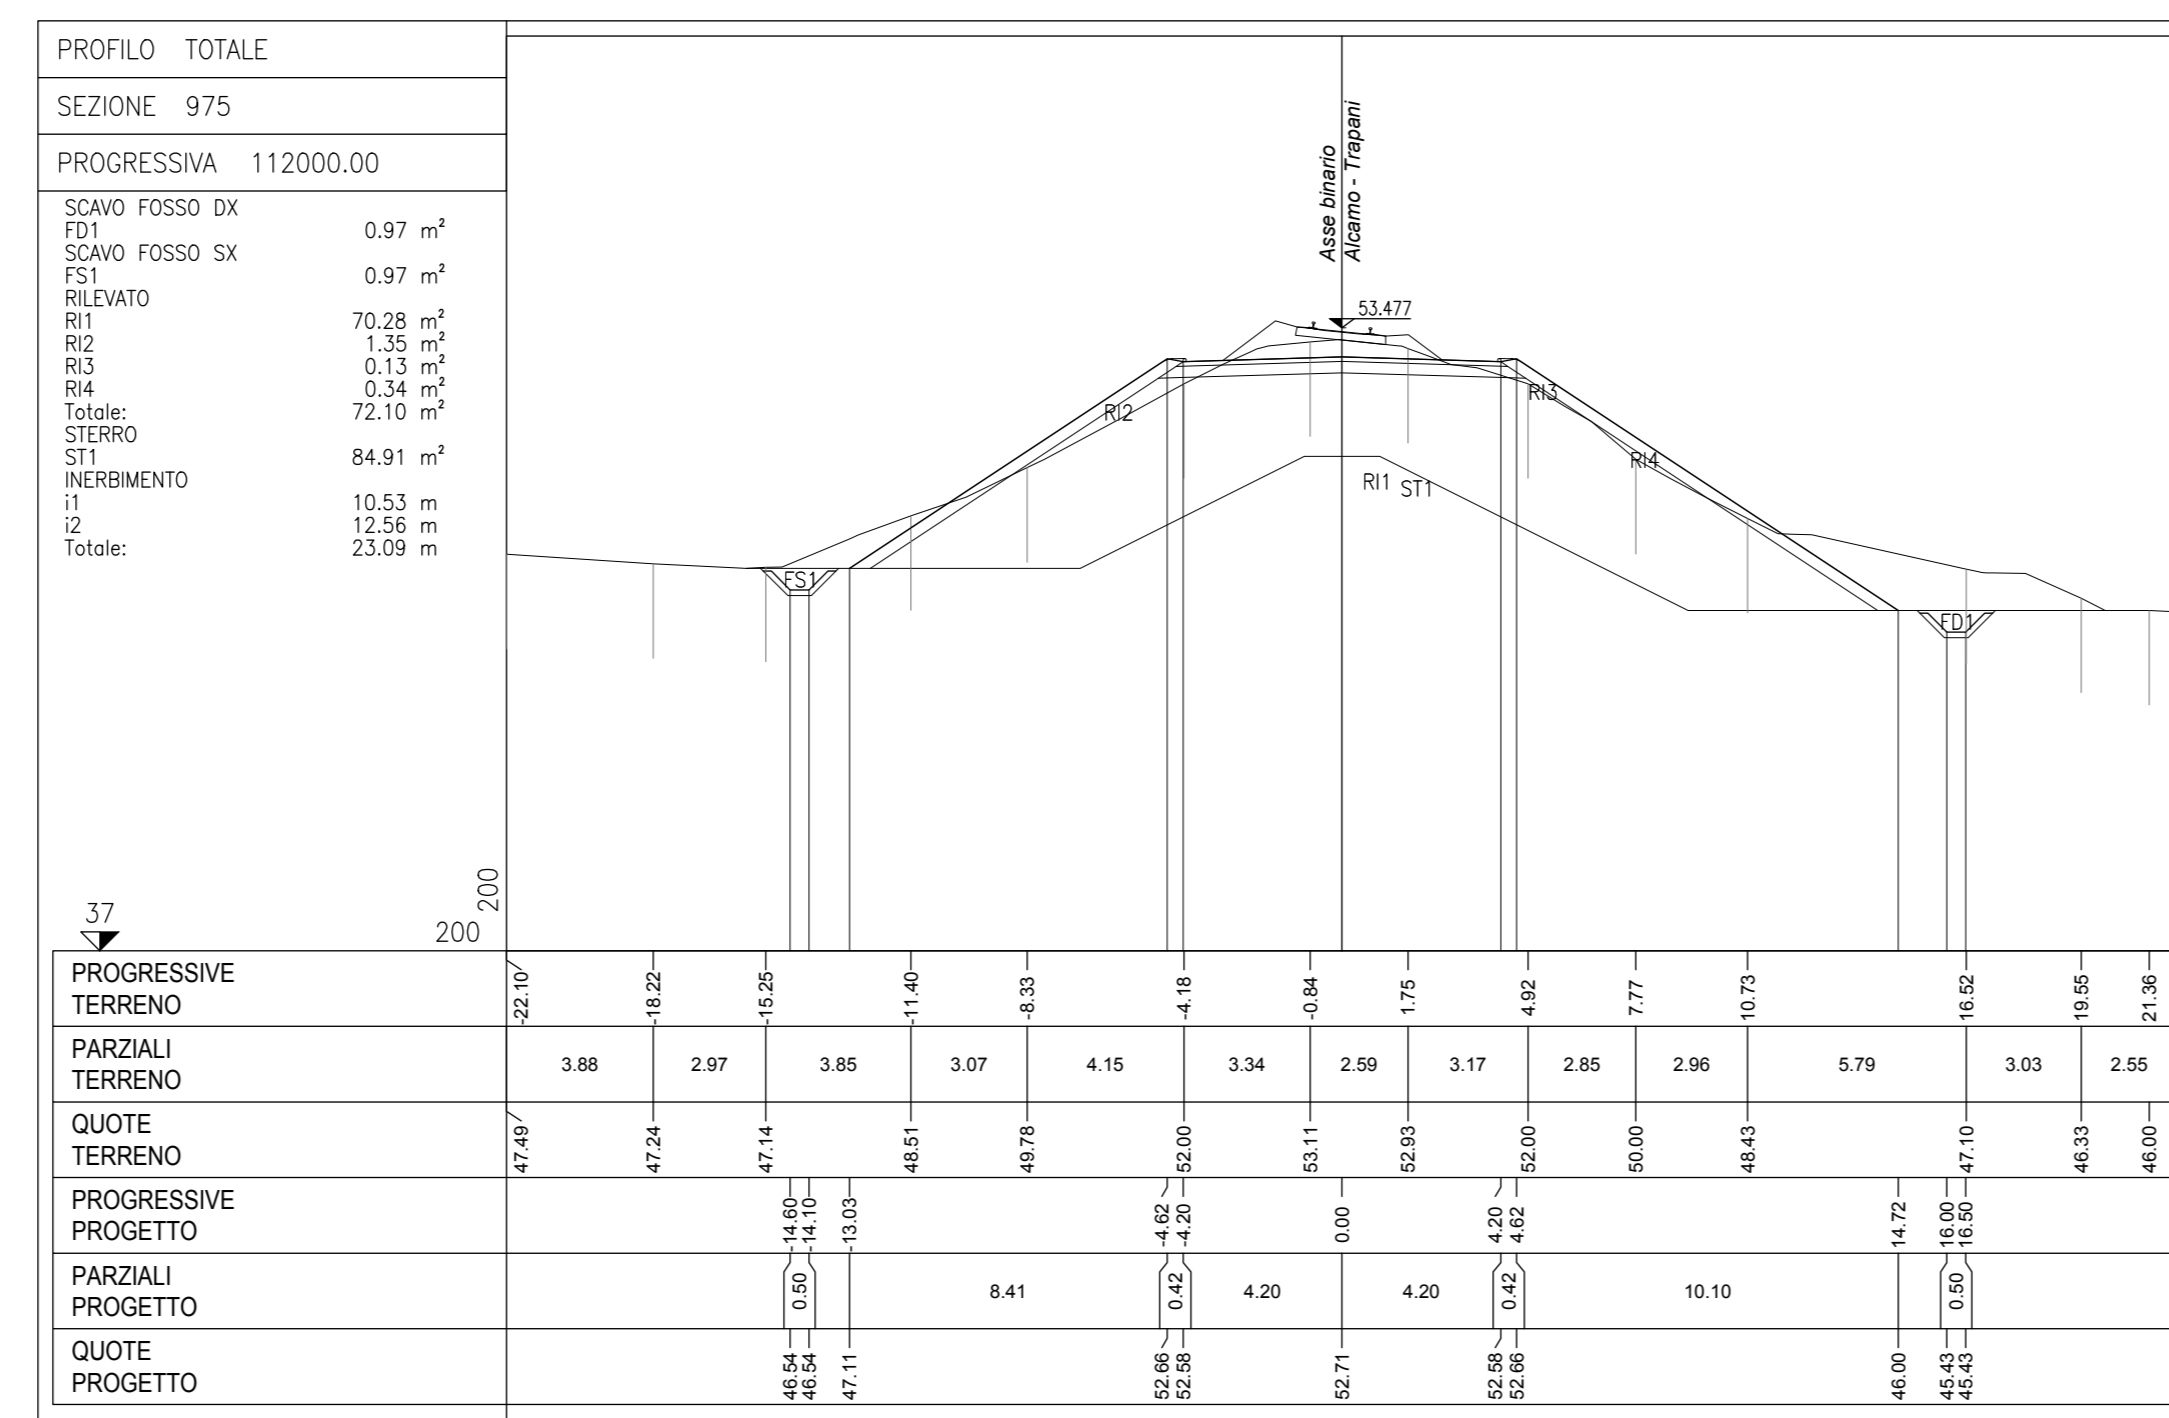 PROFILO TOTALE
SEZIONE 975
PROGRESSIVA 112000.00
SCAVO FOSSO DX
FD1 0.97 m²
SCAVO FOSSO SX
FS1 0.97 m²
RILEVATO
RI1 70.28 m²
RI2 1.35 m²
RI3 0.13 m²
RI4 0.34 m²
Totale: 72.10 m²
STERRO
ST1 84.91 m²
INERBIMENTO
i1 10.53 m
i2 12.56 m
Totale: 23.09 m
Asse binario
Alcamo - Trapani
53.477
RI3
RI2
RI4
RI1
ST1
FS1
FD1
200
37
200
PROGRESSIVE
TERRENO
-22.10 -18.22 -15.25 -11.40 -8.33 -4.18 -0.84 1.75 4.92 7.77 10.73 16.52 19.55 21.36
PARZIALI
TERRENO
3.88 2.97 3.85 3.07 4.15 3.34 2.59 3.17 2.85 2.96 5.79 3.03 2.55
QUOTE
TERRENO
47.49 47.24 47.14 48.51 49.78 52.00 53.11 52.93 52.00 50.00 48.43 47.10 46.33 46.00
PROGRESSIVE
PROGETTO
-14.60 -14.10 -13.03 -4.62 -4.20 0.00 4.20 4.62 14.72 16.00 16.50
PARZIALI
PROGETTO
0.50 8.41 0.42 4.20 4.20 0.42 10.10 0.50
QUOTE
PROGETTO
46.54 46.54 47.11 52.66 52.58 52.71 52.58 52.66 46.00 45.43 45.43